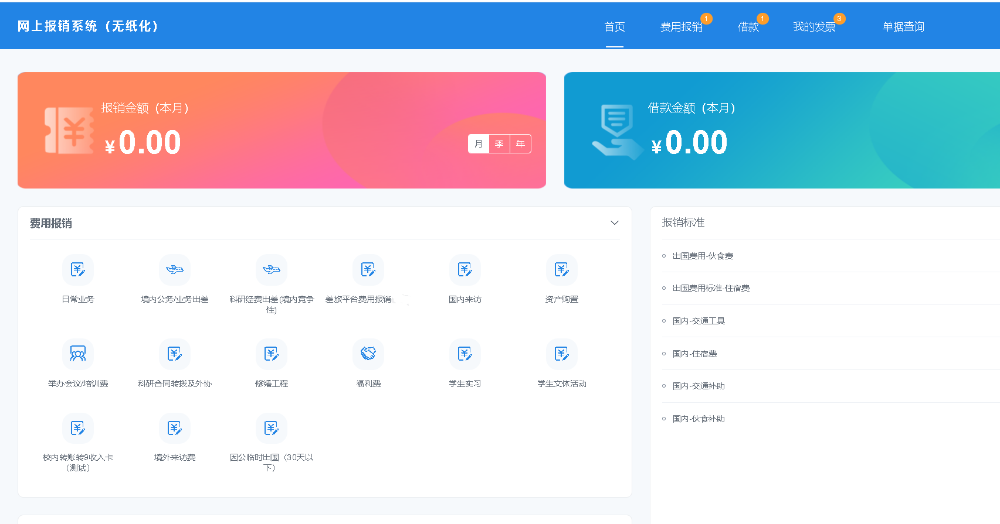 网上报销系统（无纸化）
首页
费用报销
1
借款
1
我的发票
3
单据查询
报销金额（本月）
¥0.00
月
季
年
借款金额（本月）
¥0.00
费用报销
日常业务
境内公务/业务出差
科研经费出差(境内竞争
性)
差旅平台费用报销
国内来访
资产购置
举办会议/培训费
科研合同转拨及外协
修缮工程
福利费
学生实习
学生文体活动
校内转账转9收入卡
（测试）
境外来访费
因公临时出国（30天以
下）
报销标准
出国费用-伙食费
出国费用标准-住宿费
国内-交通工具
国内-住宿费
国内-交通补助
国内-伙食补助